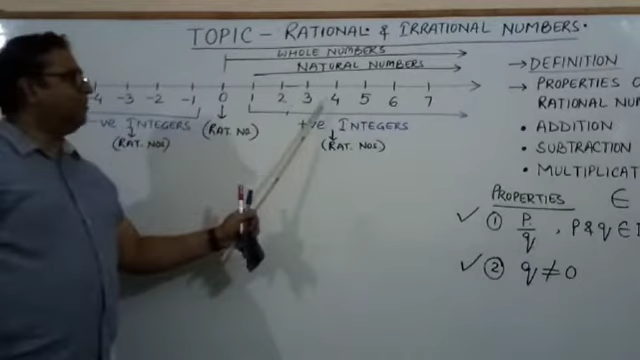 TOPIC - RATIONAL & IRRATIONAL NUMBERS.
WHOLE NUMBERS
NATURAL NUMBERS
-4 -3 -2 -1 0 1 2 3 4 5 6 7
-ve INTEGERS (RAT. NO.) +ve INTEGERS
(RAT. NOS) (RAT. NOS)
→ DEFINITION
→ PROPERTIES
RATIONAL
• ADDITION
• SUBTRACTION
• MULTIPLICAT
PROPERTIES ∈
✓ ① P/q , P & q ∈ I
✓ ② q ≠ 0